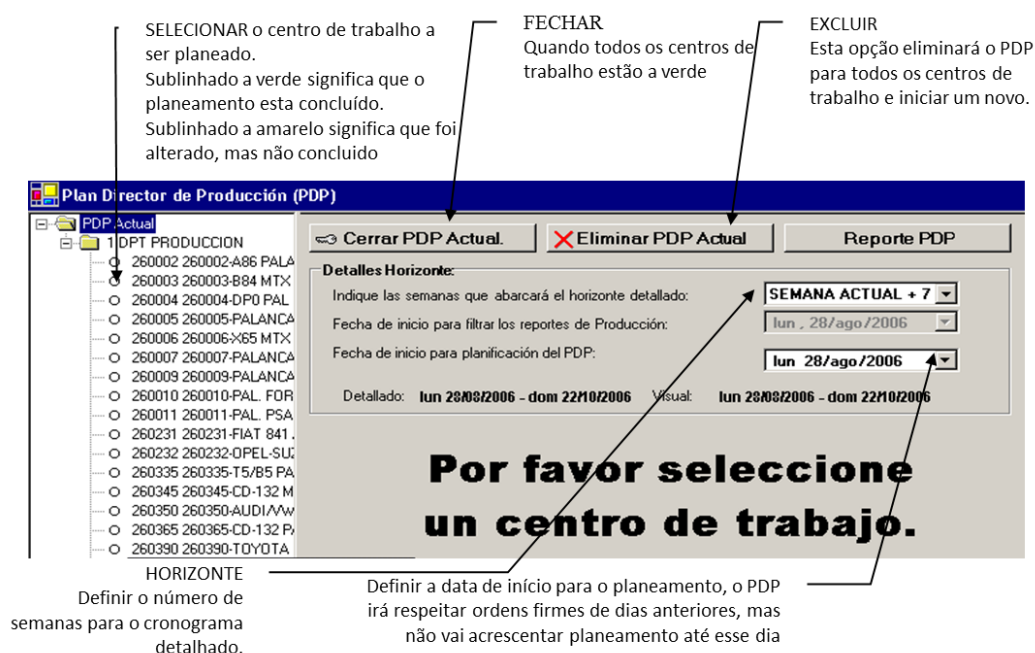 SELECIONAR o centro de trabalho a
ser planeado.
Sublinhado a verde significa que o
planeamento esta concluído.
Sublinhado a amarelo significa que foi
alterado, mas não concluido
FECHAR
Quando todos os centros de
trabalho estão a verde
EXCLUIR
Esta opção eliminará o PDP
para todos os centros de
trabalho e iniciar um novo.
Plan Director de Producción (PDP)
PDP Actual
1 DPT PRODUCCION
260002 260002-A86 PALA
260003 260003-B84 MTX
260004 260004-DP0 PAL
260005 260005-PALANCA
260006 260006-X65 MTX
260007 260007-PALANCA
260009 260009-PALANCA
260010 260010-PAL. FOR
260011 260011-PAL. PSA
260231 260231-FIAT 841
260232 260232-OPEL-SUZ
260335 260335-T5/B5 PA
260345 260345-CD-132 M
260350 260350-AUDI/VW
260365 260365-CD-132 PA
260390 260390-TOYOTA
Cerrar PDP Actual.
Eliminar PDP Actual
Reporte PDP
Detalles Horizonte:
Indique las semanas que abarcará el horizonte detallado:
SEMANA ACTUAL + 7
Fecha de inicio para filtrar los reportes de Producción:
lun , 28/ago/2006
Fecha de inicio para planificación del PDP:
lun 28/ago/2006
Detallado: lun 28/08/2006 - dom 22/10/2006 Visual: lun 28/08/2006 - dom 22/10/2006
Por favor seleccione
un centro de trabajo.
HORIZONTE
Definir o número de
semanas para o cronograma
detalhado.
Definir a data de início para o planeamento, o PDP
irá respeitar ordens firmes de dias anteriores, mas
não vai acrescentar planeamento até esse dia